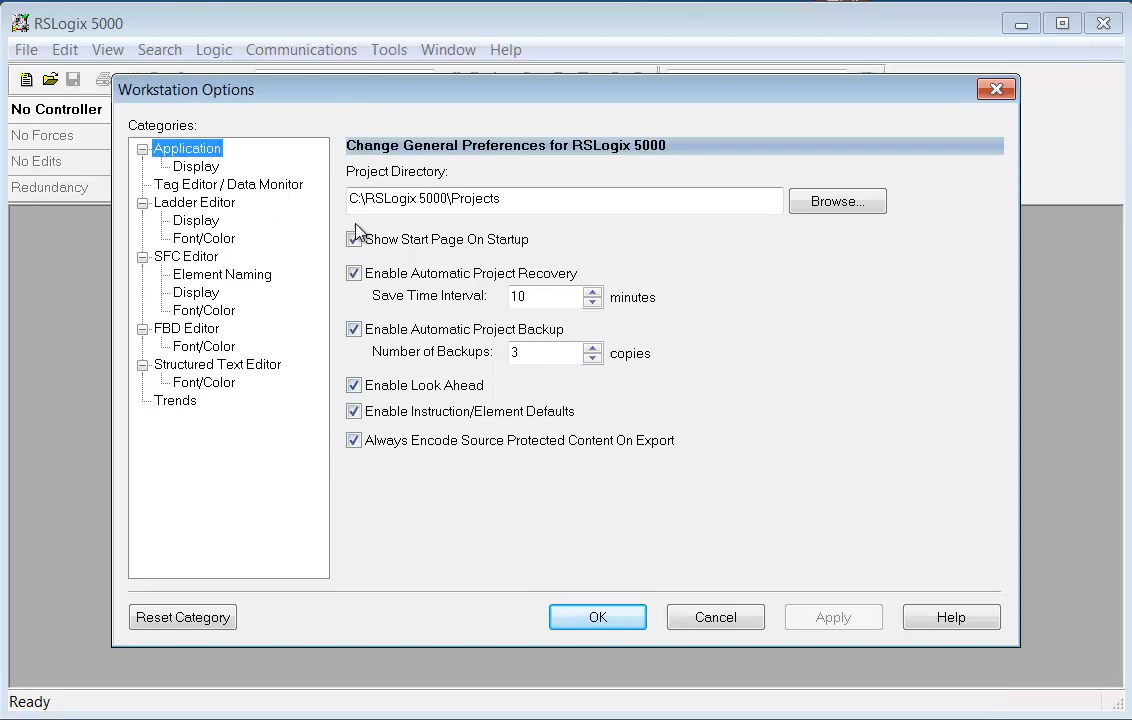 RSLogix 5000
File Edit View Search Logic Communications Tools Window Help
No Controller
No Forces
No Edits
Redundancy
Workstation Options
Categories:
Application
Display
Tag Editor / Data Monitor
Ladder Editor
Display
Font/Color
SFC Editor
Element Naming
Display
Font/Color
FBD Editor
Font/Color
Structured Text Editor
Font/Color
Trends
Change General Preferences for RSLogix 5000
Project Directory:
C:\RSLogix 5000\Projects
Browse...
Show Start Page On Startup
Enable Automatic Project Recovery
Save Time Interval: 10 minutes
Enable Automatic Project Backup
Number of Backups: 3 copies
Enable Look Ahead
Enable Instruction/Element Defaults
Always Encode Source Protected Content On Export
Reset Category OK Cancel Apply Help
Ready